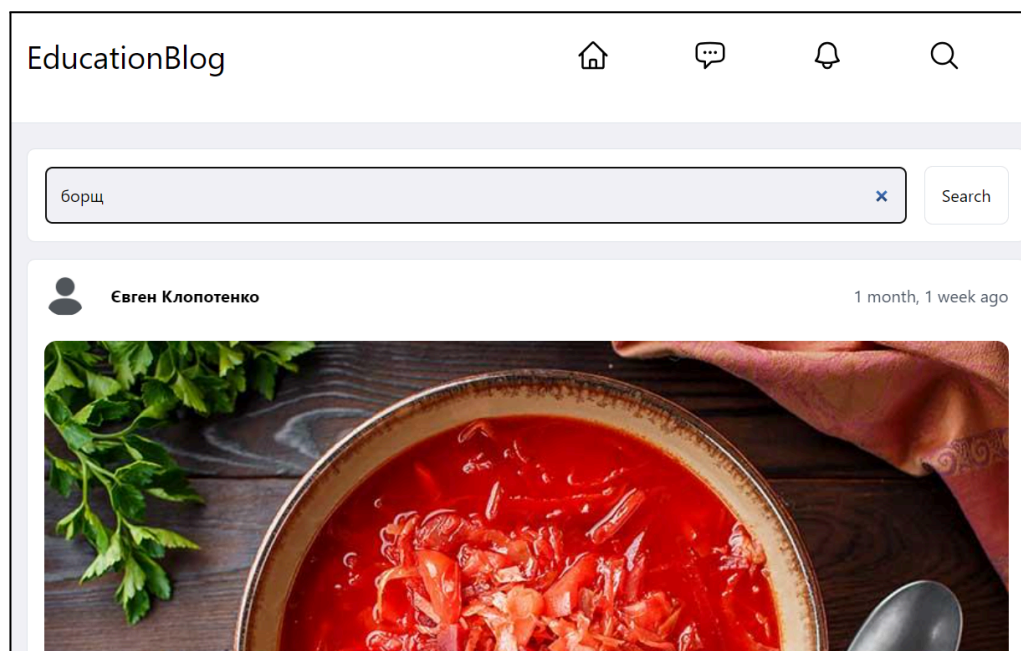 EducationBlog
борщ
Search
Євген Клопотенко
1 month, 1 week ago